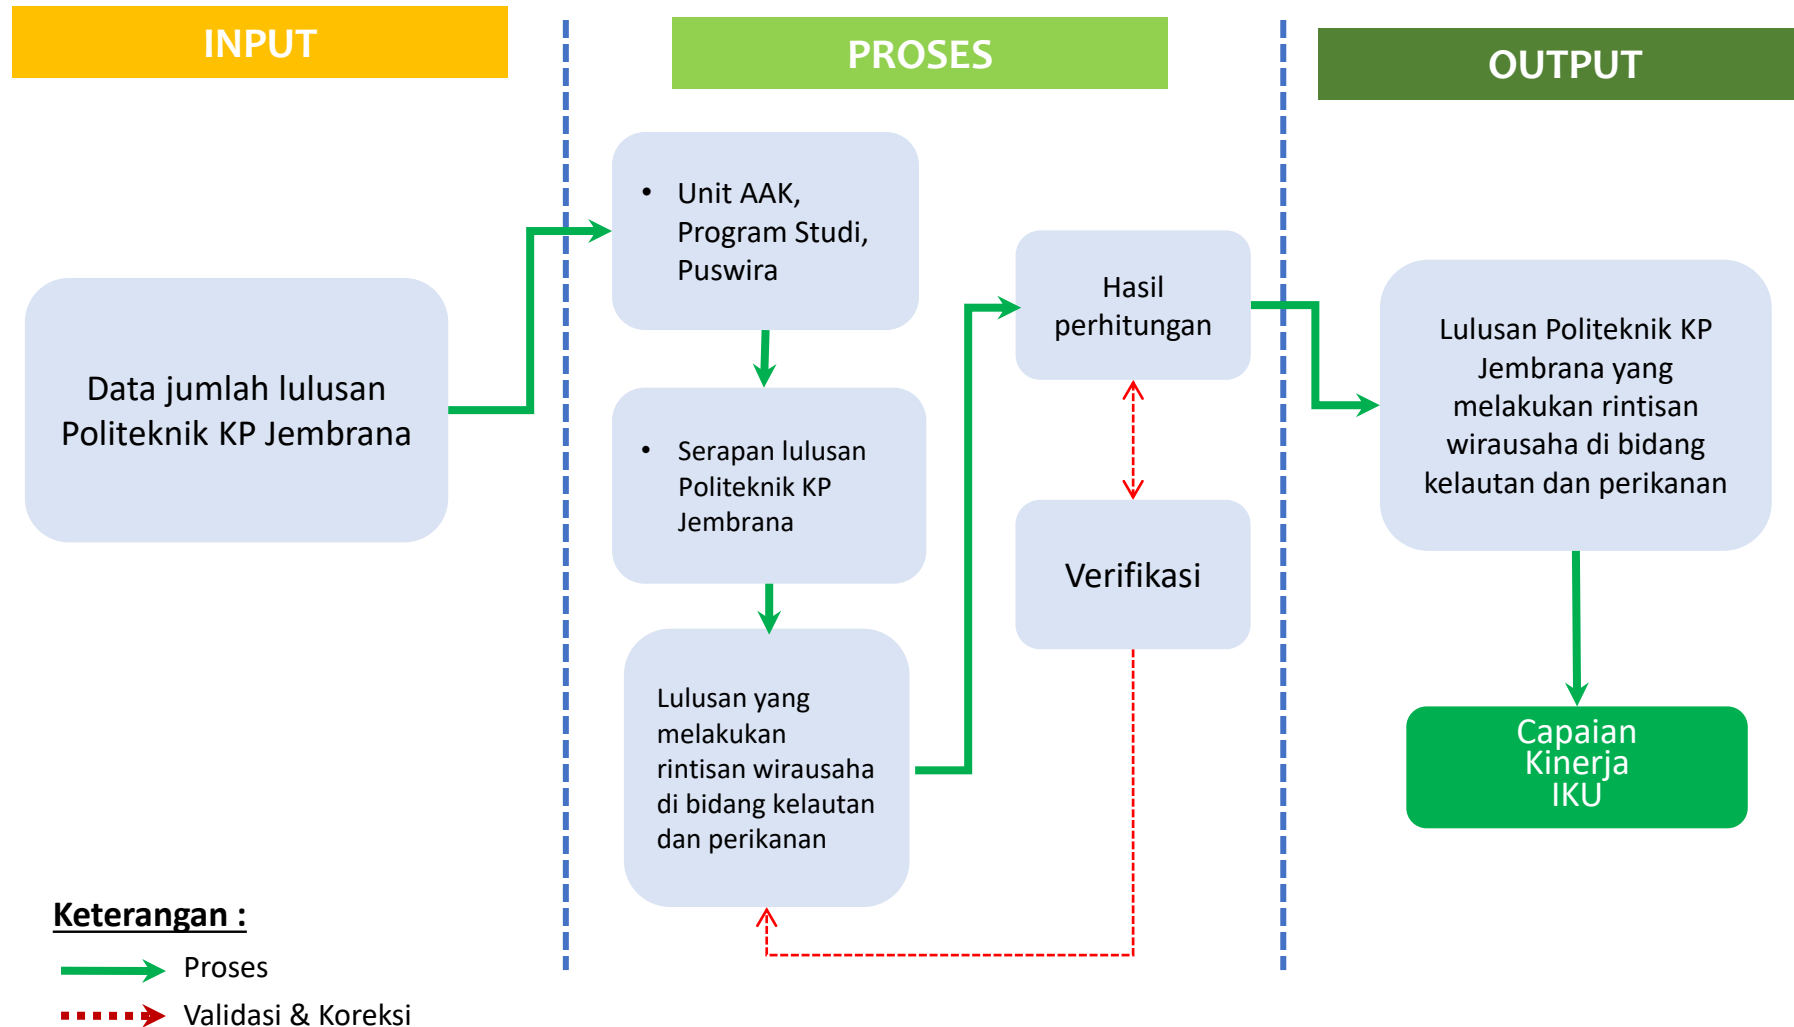 INPUT
PROSES
OUTPUT
Data jumlah lulusan
Politeknik KP Jembrana
• Unit AAK,
Program Studi,
Puswira
• Serapan lulusan
Politeknik KP
Jembrana
Lulusan yang
melakukan
rintisan wirausaha
di bidang kelautan
dan perikanan
Hasil
perhitungan
Verifikasi
Lulusan Politeknik KP
Jembrana yang
melakukan rintisan
wirausaha di bidang
kelautan dan perikanan
Capaian
Kinerja
IKU
Keterangan :
Proses
Validasi & Koreksi